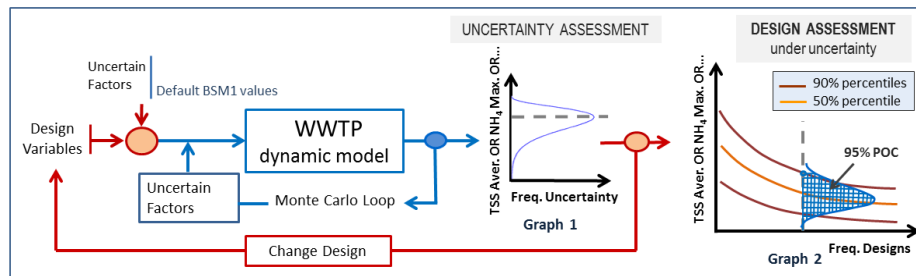 Uncertain
Factors
Default BSM1 values
Design
Variables
WWTP
dynamic model
Uncertain
Factors
Monte Carlo Loop
Change Design
UNCERTAINTY ASSESSMENT
TSS Aver. OR NH4 Max. OR...
Freq. Uncertainty
Graph 1
DESIGN ASSESSMENT
under uncertainty
90% percentiles
50% percentile
95% POC
TSS Aver. OR NH4 Max. OR...
Freq. Designs
Graph 2